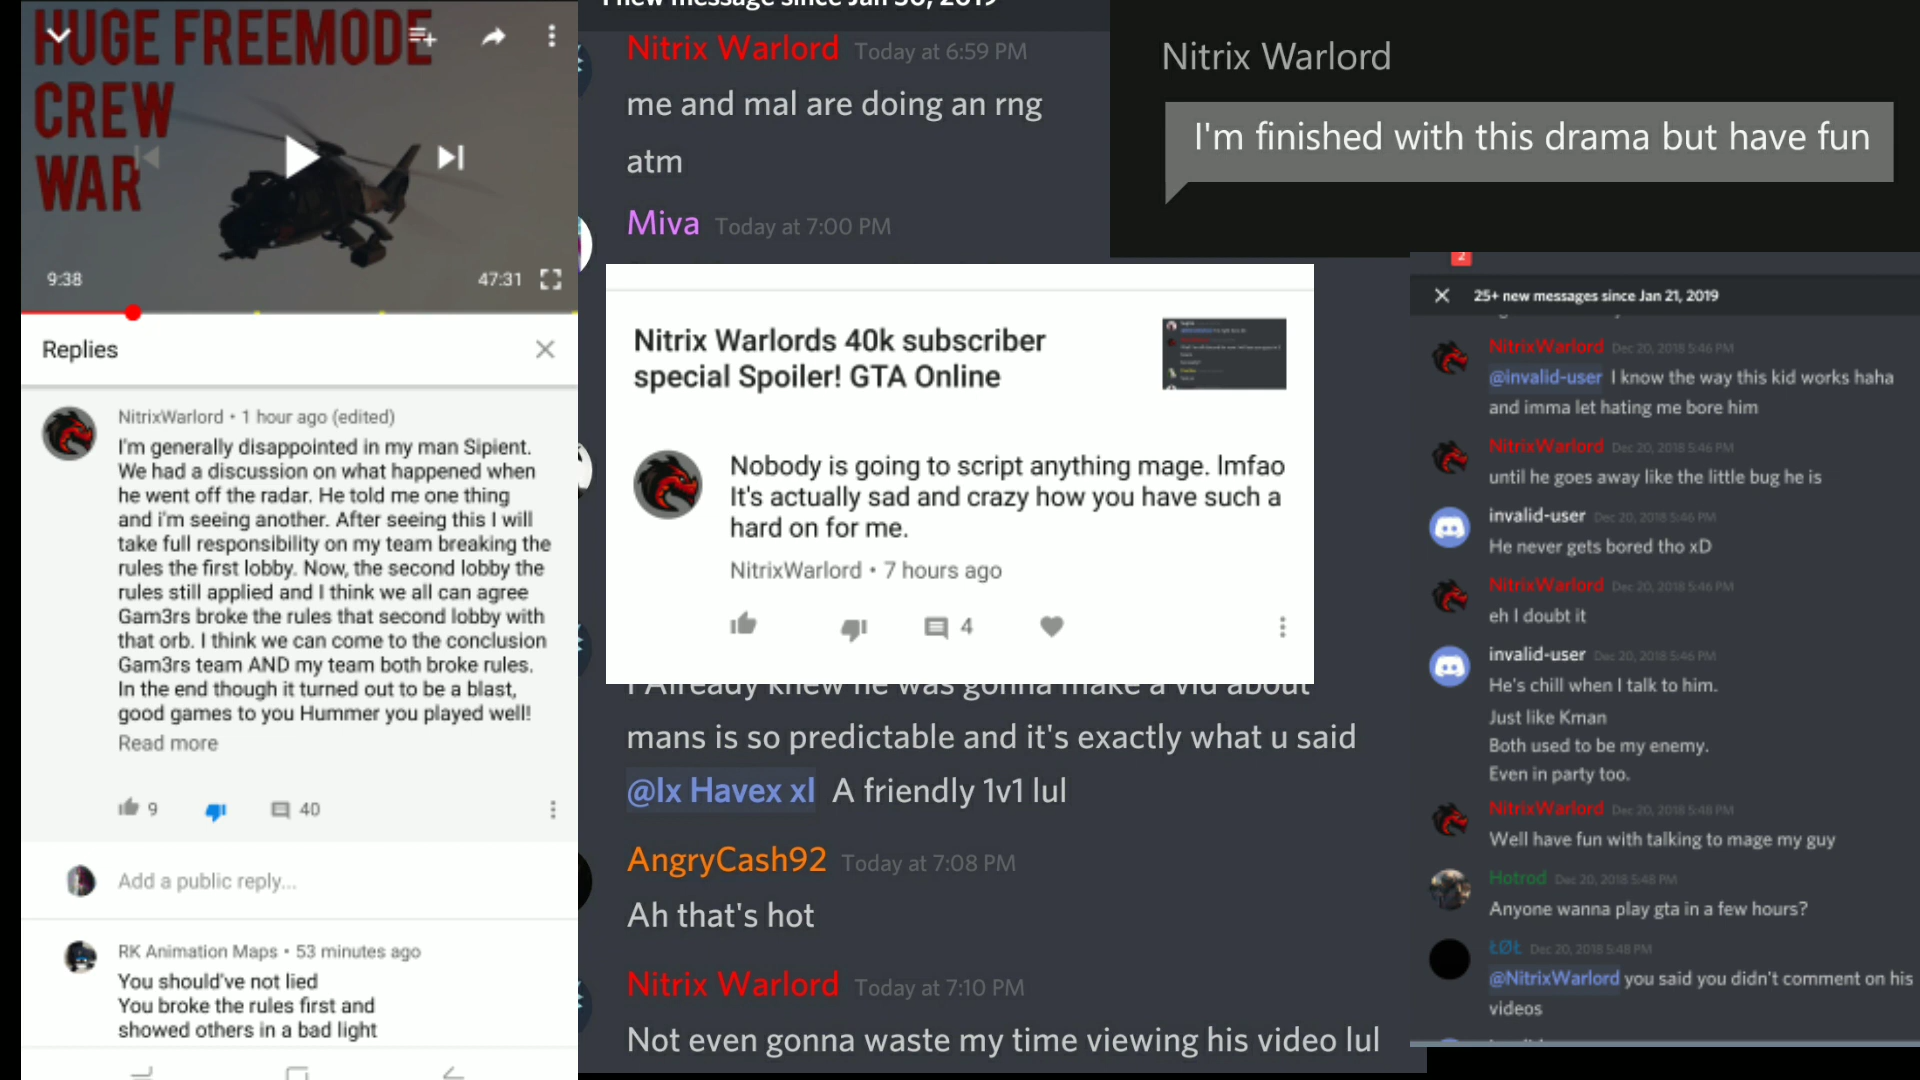 HUGE FREEMODE
CREW
WAR
9:38
47:31
Replies
NitrixWarlord • 1 hour ago (edited)
I'm generally disappointed in my man Sipient.
We had a discussion on what happened when
he went off the radar. He told me one thing
and i'm seeing another. After seeing this I will
take full responsibility on my team breaking the
rules the first lobby. Now, the second lobby the
rules still applied and I think we all can agree
Gam3rs broke the rules that second lobby with
that orb. I think we can come to the conclusion
Gam3rs team AND my team both broke rules.
In the end though it turned out to be a blast,
good games to you Hummer you played well!
Read more
9
40
Add a public reply...
RK Animation Maps • 53 minutes ago
You should've not lied
You broke the rules first and
showed others in a bad light
1 new message since Jan 30, 2019
Nitrix Warlord Today at 6:59 PM
me and mal are doing an rng
atm
Miva Today at 7:00 PM
Nitrix Warlords 40k subscriber
special Spoiler! GTA Online
Nobody is going to script anything mage. lmfao
It's actually sad and crazy how you have such a
hard on for me.
NitrixWarlord • 7 hours ago
4
I Already knew he was gonna make a vid about
mans is so predictable and it's exactly what u said
@lx Havex xl A friendly 1v1 lul
AngryCash92 Today at 7:08 PM
Ah that's hot
Nitrix Warlord Today at 7:10 PM
Not even gonna waste my time viewing his video lul
Nitrix Warlord
I'm finished with this drama but have fun
2
25+ new messages since Jan 21, 2019
NitrixWarlord Dec 20, 2018 5:46 PM
@invalid-user I know the way this kid works haha
and imma let hating me bore him
NitrixWarlord Dec 20, 2018 5:46 PM
until he goes away like the little bug he is
invalid-user Dec 20, 2018 5:46 PM
He never gets bored tho xD
NitrixWarlord Dec 20, 2018 5:46 PM
eh I doubt it
invalid-user Dec 20, 2018 5:46 PM
He's chill when I talk to him.
Just like Kman
Both used to be my enemy.
Even in party too.
NitrixWarlord Dec 20, 2018 5:48 PM
Well have fun with talking to mage my guy
Hotrod Dec 20, 2018 5:48 PM
Anyone wanna play gta in a few hours?
ŁØŁ Dec 20, 2018 5:48 PM
@NitrixWarlord you said you didn't comment on his
videos